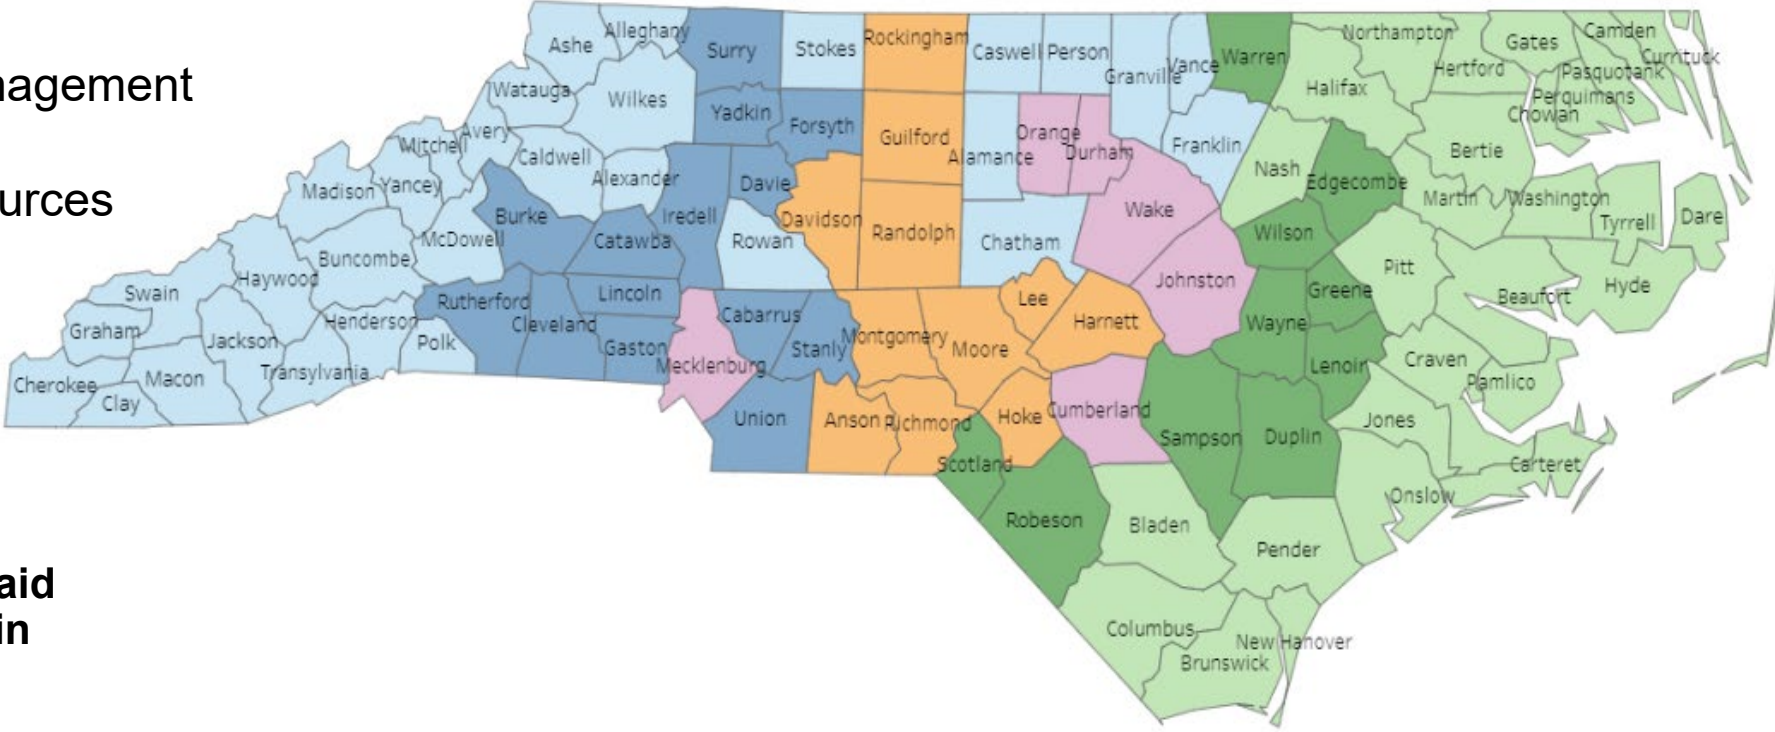 nagement
urces
aid
in
Ashe
Alleghany
Surry
Stokes
Rockingham
Caswell
Person
Granville
Vance
Warren
Northampton
Gates
Camden
Currituck
Hertford
Pasquotank
Perquimans
Chowan
Halifax
Watauga
Wilkes
Yadkin
Forsyth
Guilford
Alamance
Orange
Durham
Franklin
Nash
Edgecombe
Bertie
Martin
Washington
Tyrrell
Dare
Mitchell
Avery
Caldwell
Alexander
Madison
Yancey
Burke
Iredell
Davie
Davidson
Randolph
Chatham
Wake
Wilson
McDowell
Catawba
Rowan
Buncombe
Haywood
Swain
Johnston
Greene
Pitt
Beaufort
Hyde
Rutherford
Lincoln
Cleveland
Cabarrus
Lee
Harnett
Wayne
Graham
Jackson
Henderson
Polk
Gaston
Mecklenburg
Stanly
Montgomery
Moore
Lenoir
Craven
Pamlico
Cherokee
Macon
Transylvania
Clay
Union
Anson
Richmond
Hoke
Cumberland
Sampson
Duplin
Jones
Scotland
Carteret
Onslow
Robeson
Bladen
Pender
Columbus
New Hanover
Brunswick